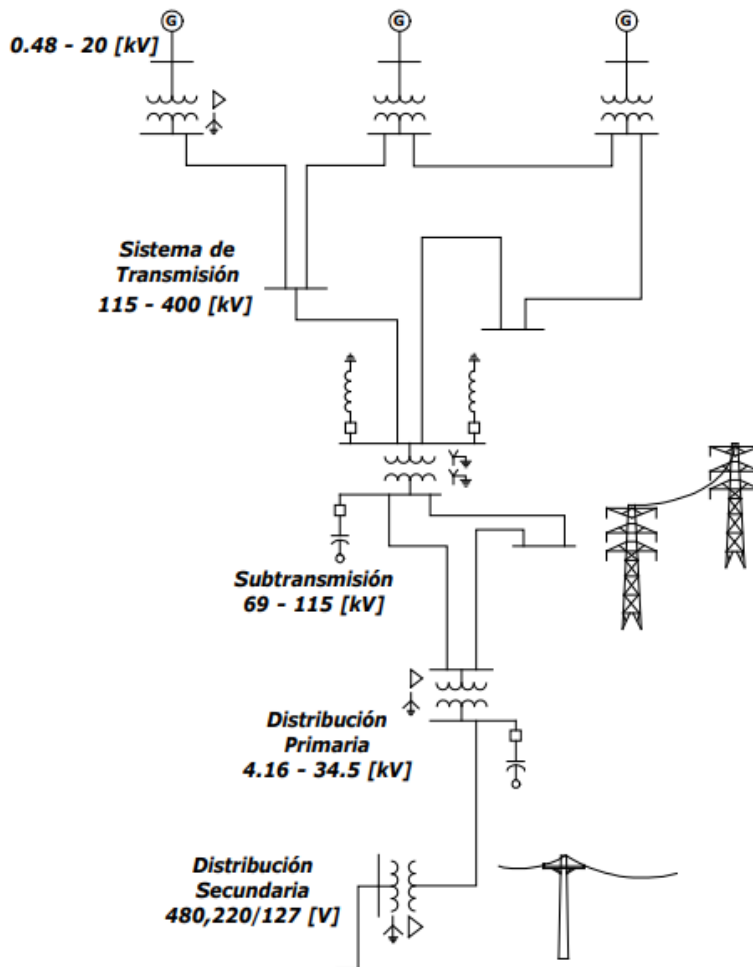 G G G
0.48 - 20 [kV]
Sistema de
Transmisión
115 - 400 [kV]
Subtransmisión
69 - 115 [kV]
Distribución
Primaria
4.16 - 34.5 [kV]
Distribución
Secundaria
480,220/127 [V]